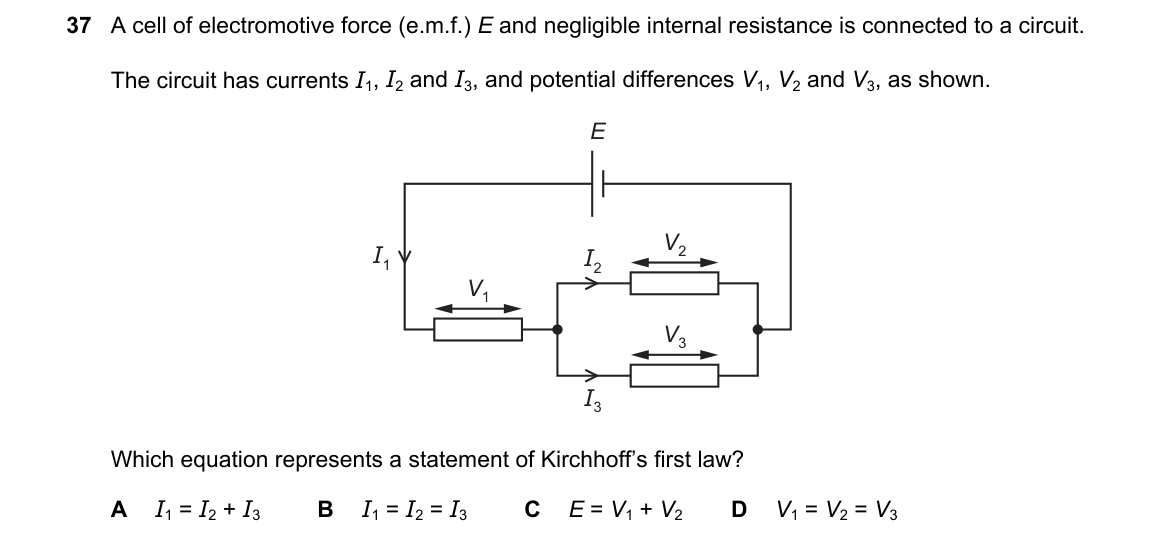 37 A cell of electromotive force (e.m.f.) E and negligible internal resistance is connected to a circuit.
The circuit has currents I₁, I₂ and I₃, and potential differences V₁, V₂ and V₃, as shown.
E
I₁
V₁
I₂
V₂
V₃
I₃
Which equation represents a statement of Kirchhoff's first law?
A I₁ = I₂ + I₃ B I₁ = I₂ = I₃ C E = V₁ + V₂ D V₁ = V₂ = V₃